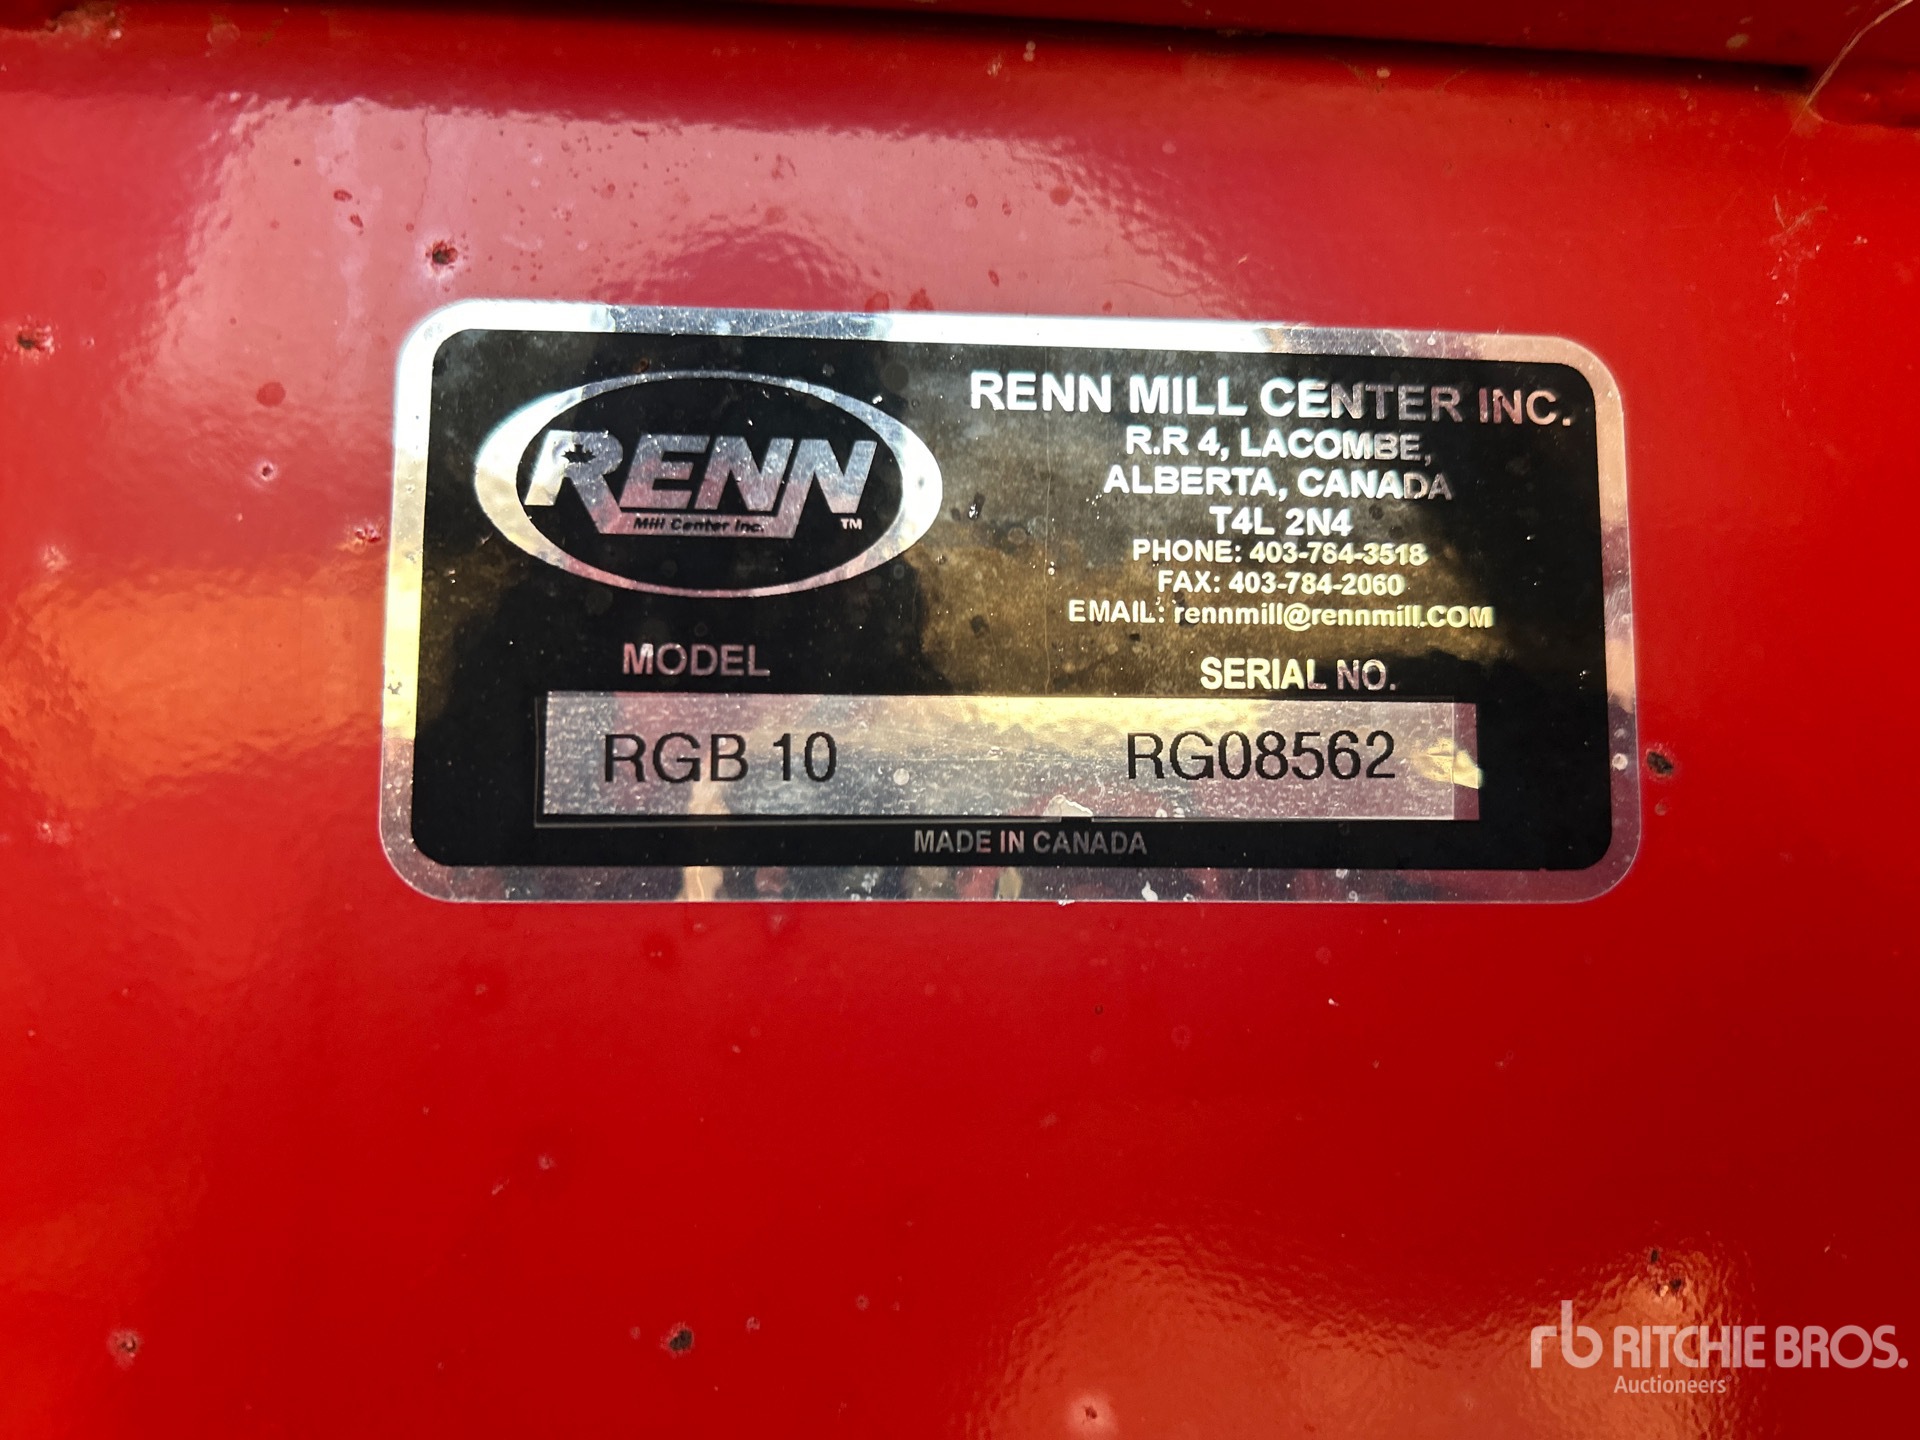 RENN
Mill Center Inc.
TM
RENN MILL CENTER INC.
R.R 4, LACOMBE,
ALBERTA, CANADA
T4L 2N4
PHONE: 403-784-3518
FAX: 403-784-2060
EMAIL: rennmill@rennmill.COM
MODEL
SERIAL NO.
RGB 10
RG08562
MADE IN CANADA
rb RITCHIE BROS.
Auctioneers